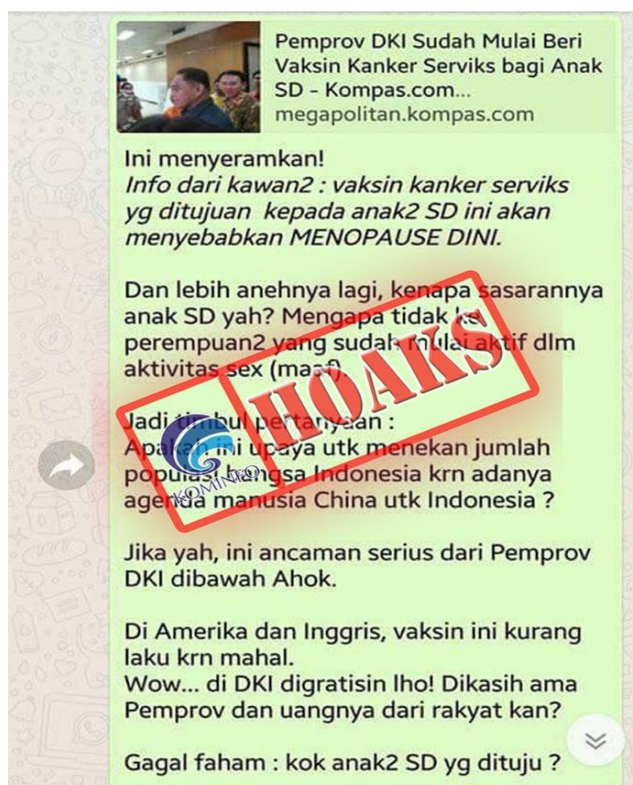 Pemprov DKI Sudah Mulai Beri
Vaksin Kanker Serviks bagi Anak
SD - Kompas.com...
megapolitan.kompas.com
Ini menyeramkan!
Info dari kawan2 : vaksin kanker serviks
yg ditujuan kepada anak2 SD ini akan
menyebabkan MENOPAUSE DINI.
Dan lebih anehnya lagi, kenapa sasarannya
anak SD yah? Mengapa tidak ke
perempuan2 yang sudah mulai aktif dlm
aktivitas sex (maaf).
Jadi timbul pertanyaan :
Apakah ini upaya utk menekan jumlah
populasi bangsa Indonesia krn adanya
agenda manusia China utk Indonesia ?
HOAKS
KOMINFO
Jika yah, ini ancaman serius dari Pemprov
DKI dibawah Ahok.
Di Amerika dan Inggris, vaksin ini kurang
laku krn mahal.
Wow... di DKI digratisin lho! Dikasih ama
Pemprov dan uangnya dari rakyat kan?
Gagal faham : kok anak2 SD yg dituju ?